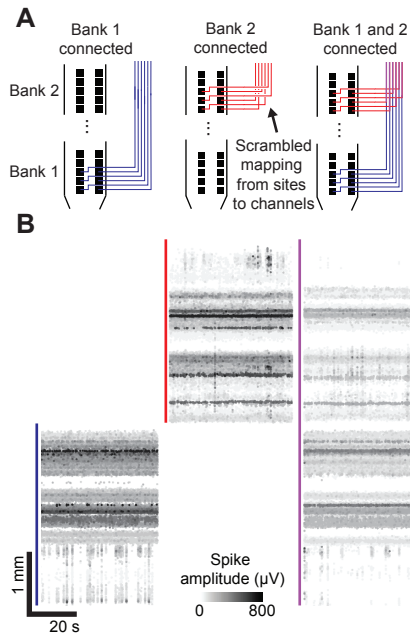 A
Bank 1
connected
Bank 2
connected
Bank 1 and 2
connected
Bank 2
...
...
...
Bank 1
Scrambled
mapping
from sites
to channels
B
1 mm
20 s
Spike
amplitude (μV)
0 800